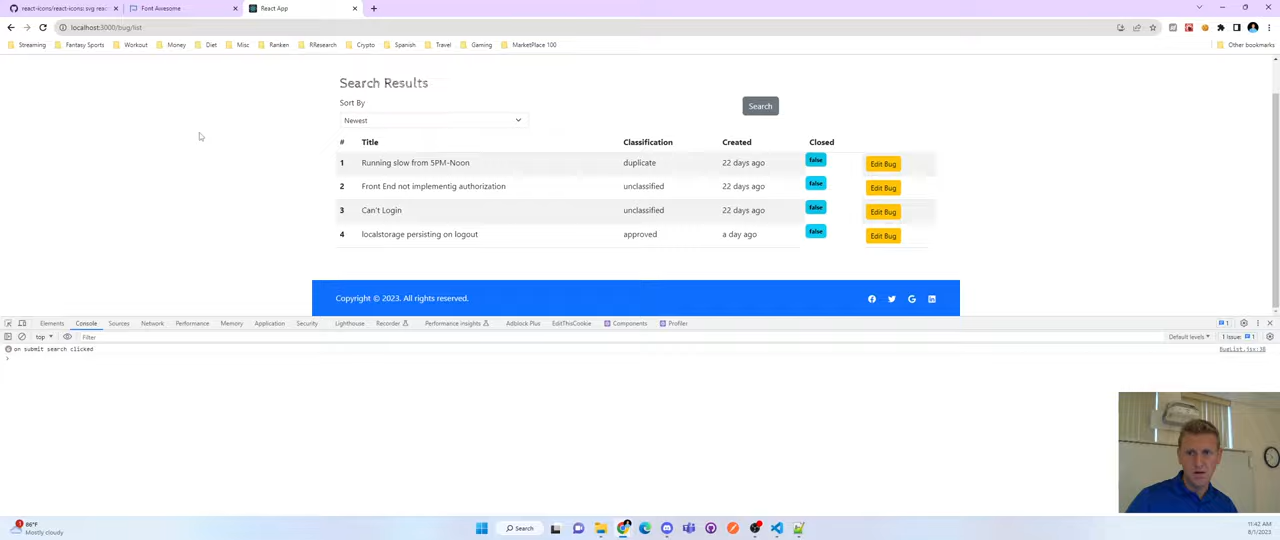 react-icons/react-icons: svg reac
Font Awesome
React App
localhost:3000/bug/list
Streaming
Fantasy Sports
Workout
Money
Diet
Misc
Ranken
RResearch
Crypto
Spanish
Travel
Gaming
MarketPlace 100
Other bookmarks
Search Results
Sort By
Newest
Search
# Title Classification Created Closed
1 Running slow from 5PM-Noon duplicate 22 days ago false Edit Bug
2 Front End not implementig authorization unclassified 22 days ago false Edit Bug
3 Can't Login unclassified 22 days ago false Edit Bug
4 localstorage persisting on logout approved a day ago false Edit Bug
Copyright © 2023. All rights reserved.
Elements Console Sources Network Performance Memory Application Security Lighthouse Recorder Performance insights Adblock Plus EditThisCookie Components Profiler 1
top Filter Default levels 1 Issue: 1
on submit search clicked BugList.jsx:38
86°F
Mostly cloudy
Search
11:42 AM
8/1/2023